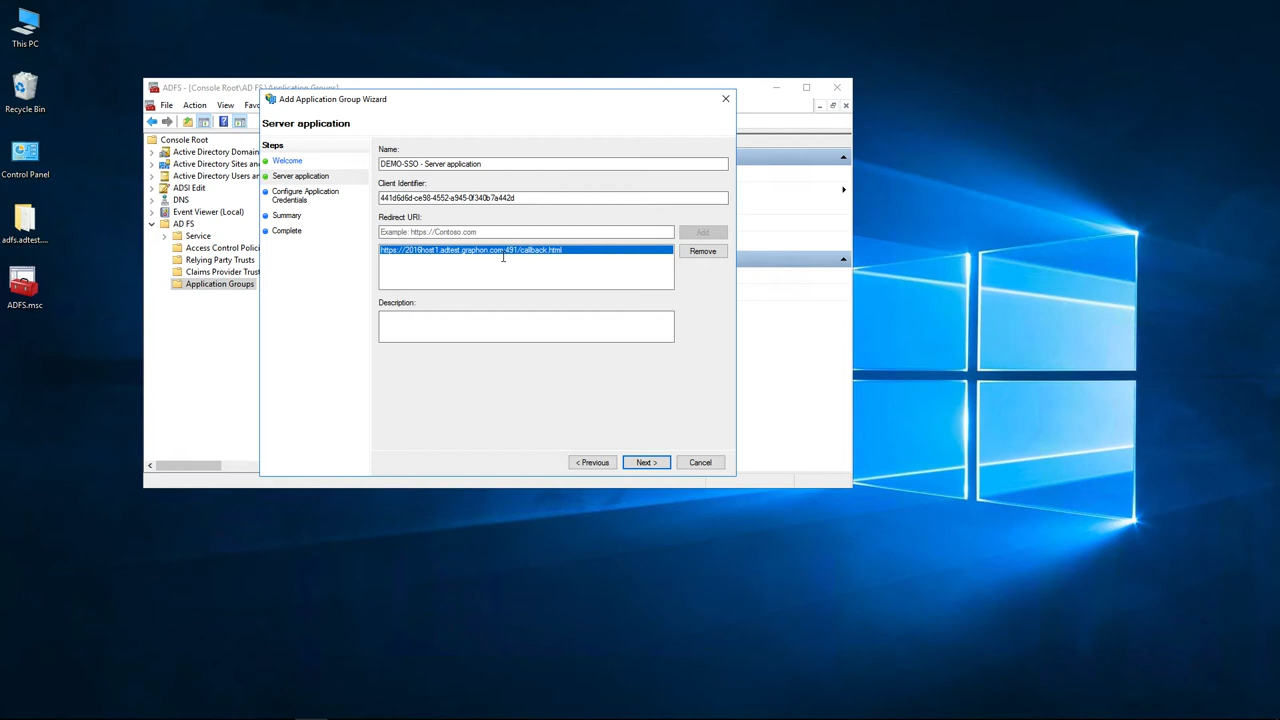 This PC
Recycle Bin
Control Panel
adfs.adtest....
ADFS.msc
ADFS - [Console Root\AD FS\Application Groups]
File Action View Favo
Console Root
Active Directory Domain
Active Directory Sites and
Active Directory Users an
ADSI Edit
DNS
Event Viewer (Local)
AD FS
Service
Access Control Polici
Relying Party Trusts
Claims Provider Trust
Application Groups
Add Application Group Wizard
Server application
Steps
Welcome
Server application
Configure Application
Credentials
Summary
Complete
Name:
DEMO-SSO - Server application
Client Identifier:
441d6d6d-ce98-4552-a945-0f340b7a442d
Redirect URI:
Example: https://Contoso.com
Add
https://2016host1.adtest.graphon.com:491/callback.html
Remove
Description:
< Previous
Next >
Cancel